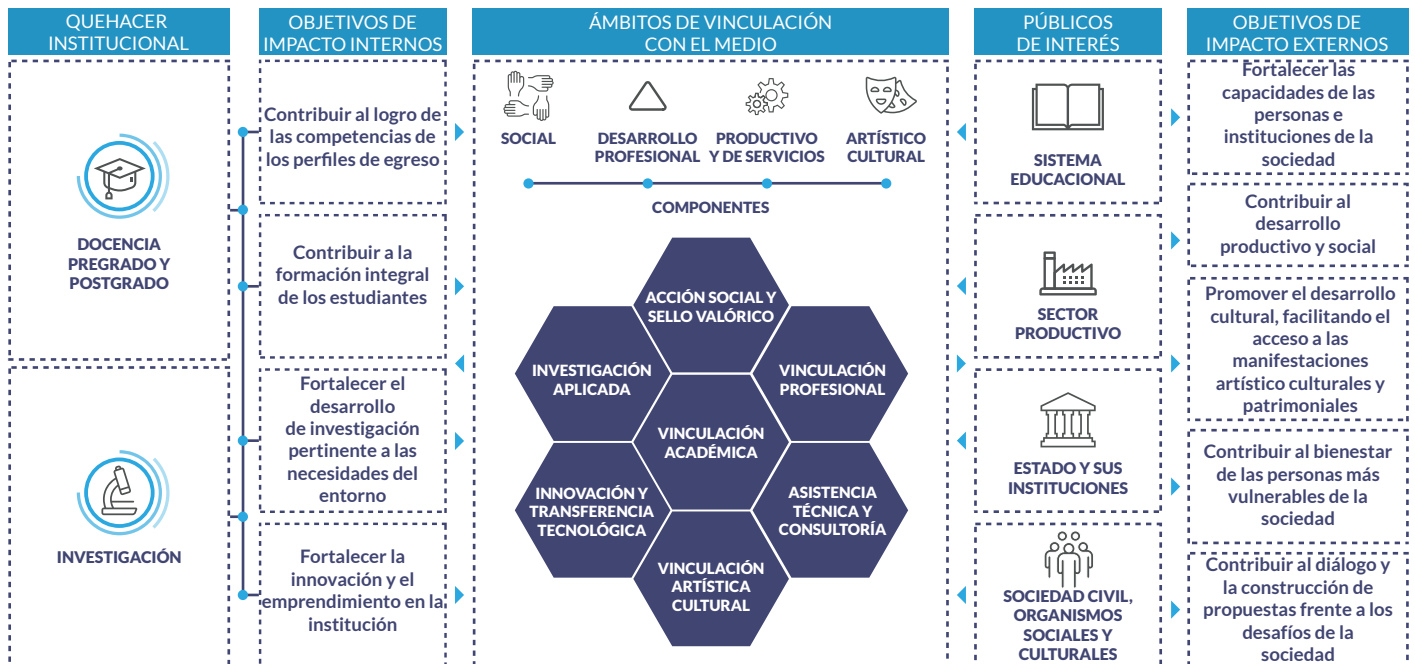 QUEHACER
INSTITUCIONAL
DOCENCIA
PREGRADO Y
POSTGRADO
INVESTIGACIÓN
OBJETIVOS DE
IMPACTO INTERNOS
Contribuir al logro de
las competencias de
los perfiles de egreso
Contribuir a la
formación integral
de los estudiantes
Fortalecer el
desarrollo
de investigación
pertinente a las
necesidades del
entorno
Fortalecer la
innovación y el
emprendimiento en la
institución
ÁMBITOS DE VINCULACIÓN
CON EL MEDIO
SOCIAL
DESARROLLO
PROFESIONAL
PRODUCTIVO
Y DE SERVICIOS
ARTÍSTICO
CULTURAL
COMPONENTES
ACCIÓN SOCIAL Y
SELLO VALÓRICO
INVESTIGACIÓN
APLICADA
VINCULACIÓN
PROFESIONAL
VINCULACIÓN
ACADÉMICA
INNOVACIÓN Y
TRANSFERENCIA
TECNOLÓGICA
ASISTENCIA
TÉCNICA Y
CONSULTORÍA
VINCULACIÓN
ARTÍSTICA
CULTURAL
PÚBLICOS
DE INTERÉS
SISTEMA
EDUCACIONAL
SECTOR
PRODUCTIVO
ESTADO Y SUS
INSTITUCIONES
SOCIEDAD CIVIL,
ORGANISMOS
SOCIALES Y
CULTURALES
OBJETIVOS DE
IMPACTO EXTERNOS
Fortalecer las
capacidades de las
personas e
instituciones de la
sociedad
Contribuir al
desarrollo
productivo y social
Promover el desarrollo
cultural, facilitando el
acceso a las
manifestaciones
artístico culturales y
patrimoniales
Contribuir al bienestar
de las personas más
vulnerables de la
sociedad
Contribuir al diálogo y
la construcción de
propuestas frente a los
desafíos de la
sociedad